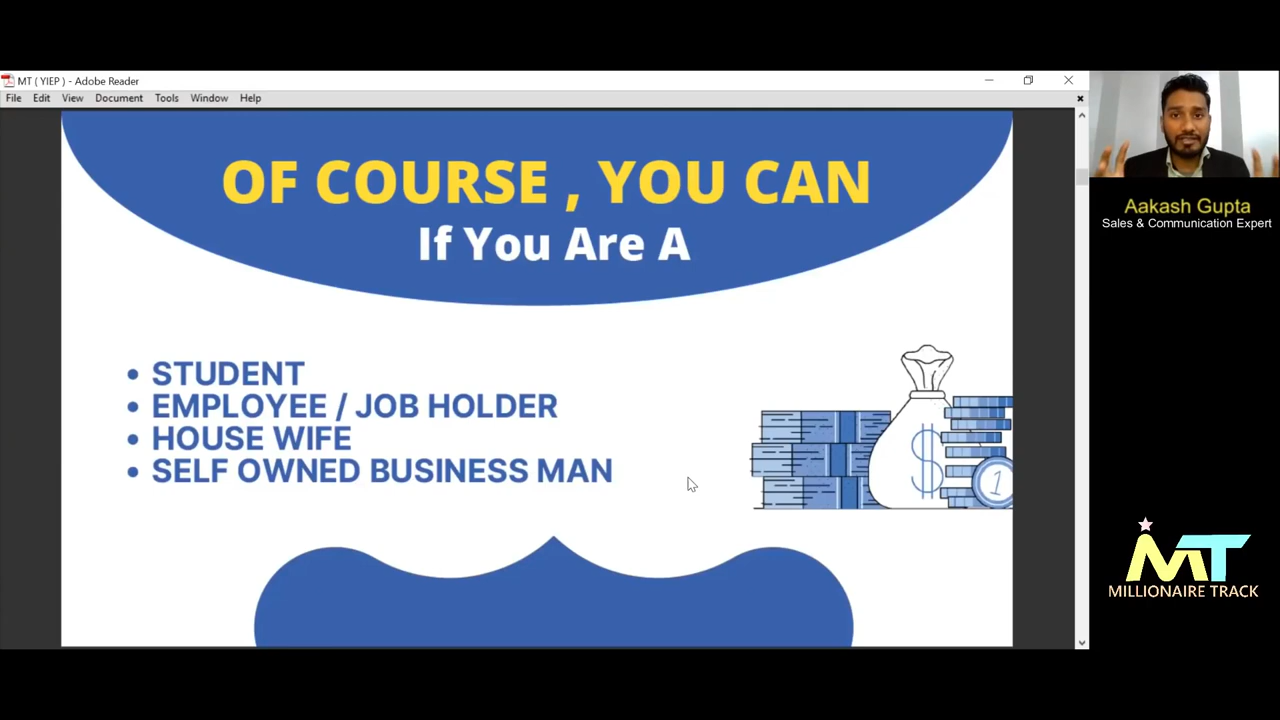 MT ( YIEP ) - Adobe Reader
File Edit View Document Tools Window Help
OF COURSE , YOU CAN
If You Are A
• STUDENT
• EMPLOYEE / JOB HOLDER
• HOUSE WIFE
• SELF OWNED BUSINESS MAN
$
1
Aakash Gupta
Sales & Communication Expert
MT
MILLIONAIRE TRACK